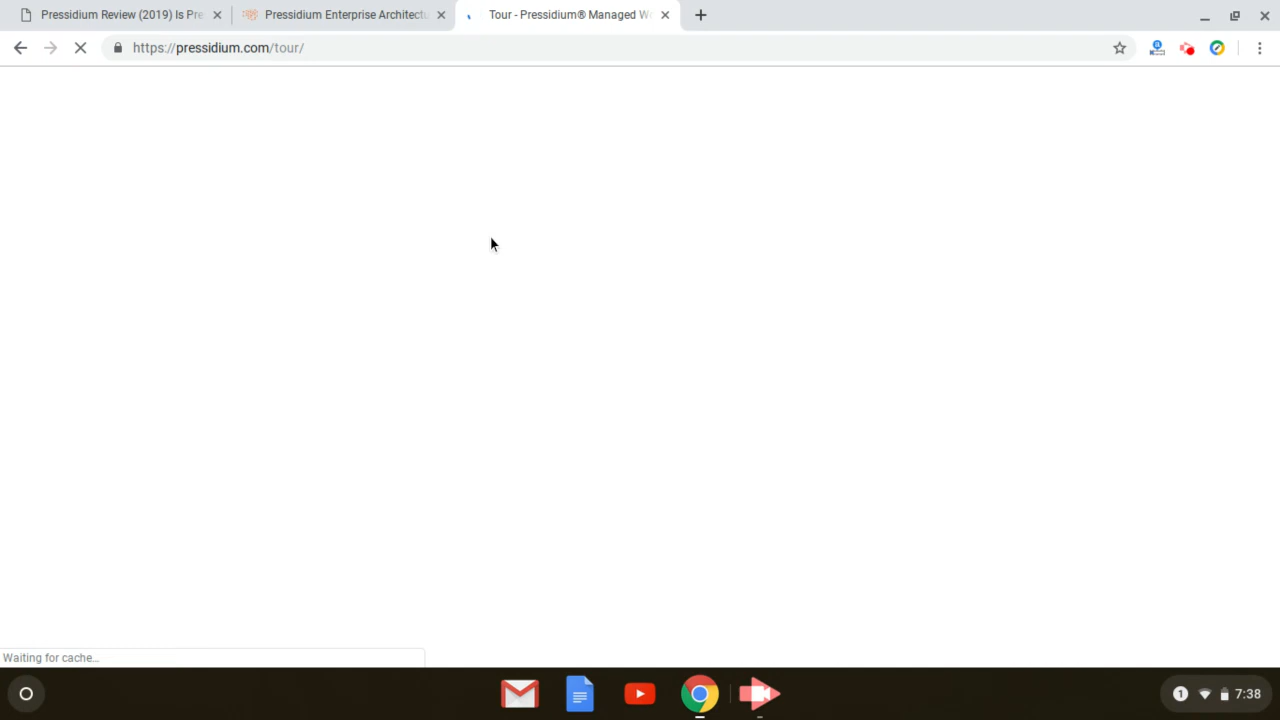 Pressidium Review (2019) Is Pre
Pressidium Enterprise Architectu
Tour - Pressidium® Managed Wo
https://pressidium.com/tour/
Waiting for cache...
1
7:38